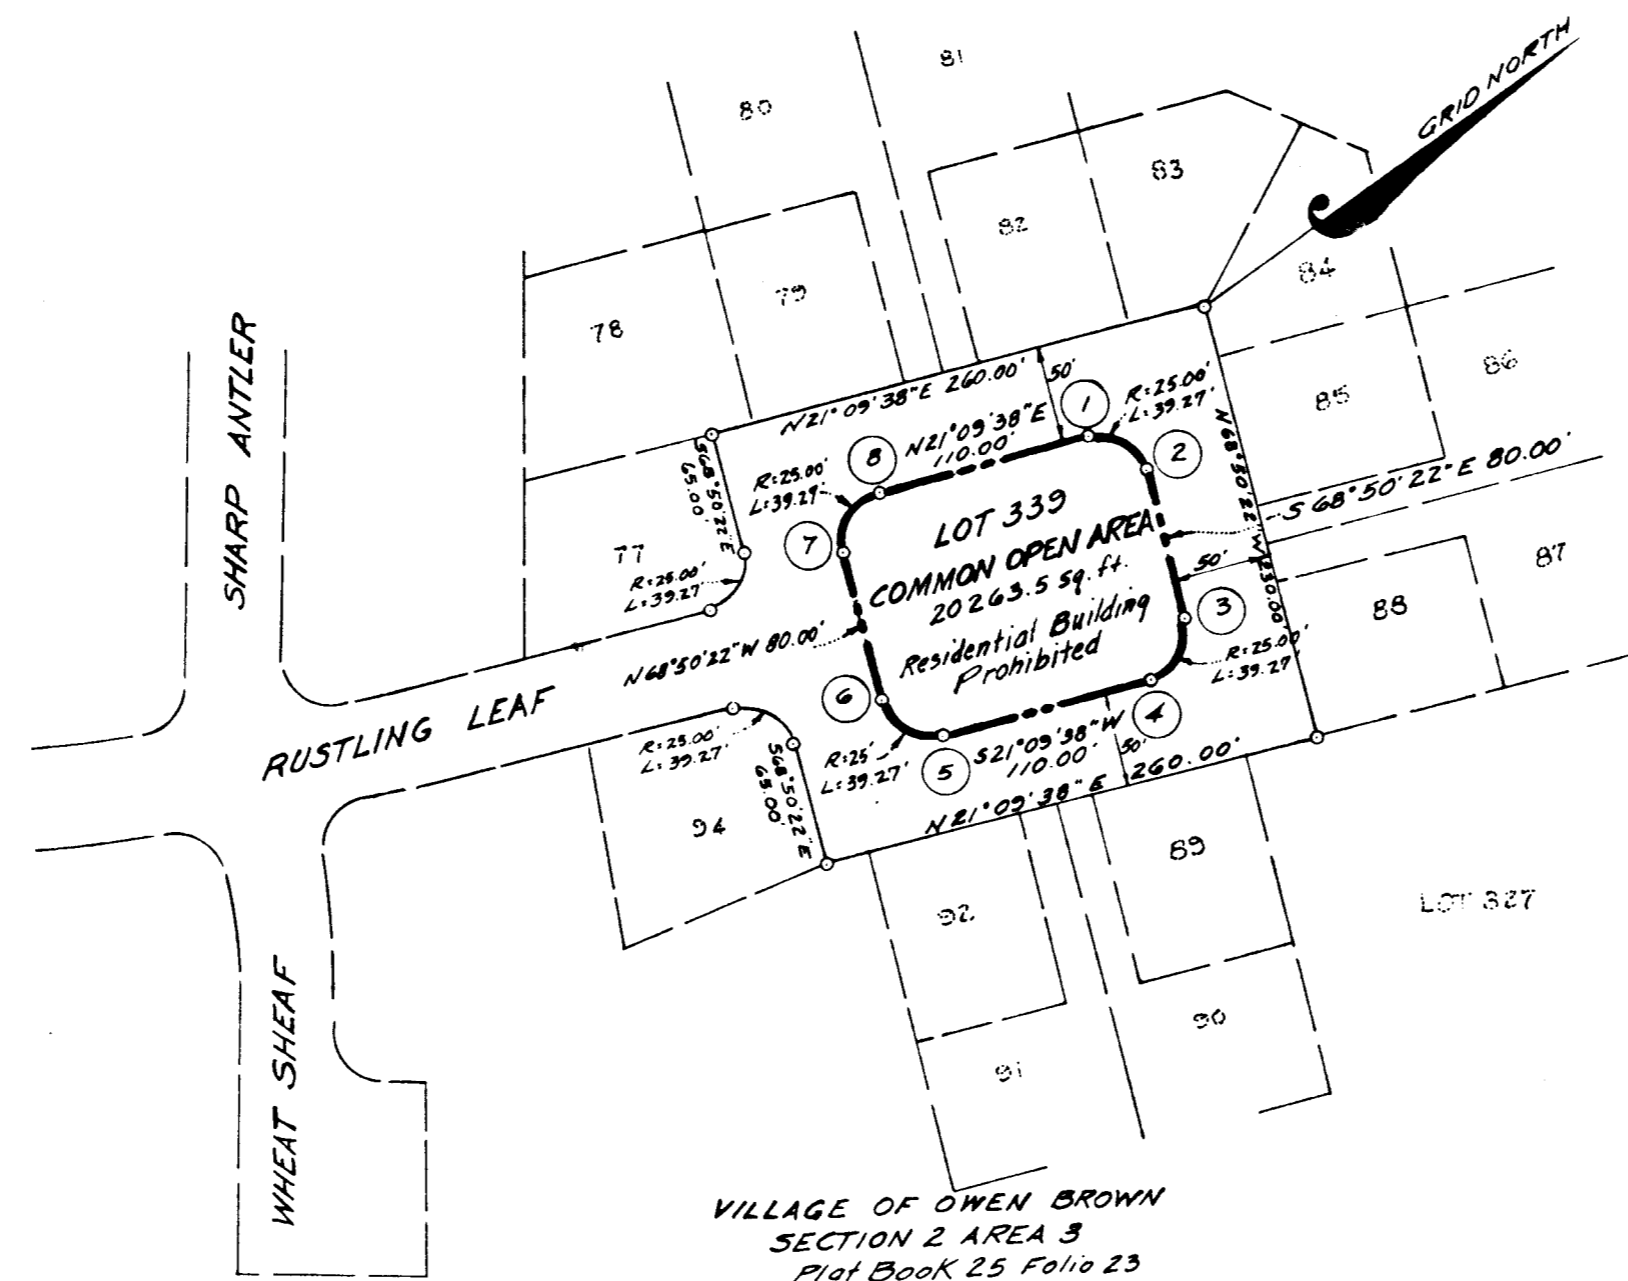 81
80
GRID NORTH
83
82
84
79
78
86
85
SHARP ANTLER
N21°09'38"E 260.00'
50'
R=25.00'
L=39.27'
1
N21°09'38"E
110.00'
8
2
N68°50'22"W 230.00'
S68°50'22"E 80.00'
S68°50'22"E
65.00'
R=25.00'
L=39.27'
7
LOT 339
COMMON OPEN AREA
20263.5 Sq. ft.
Residential Building
Prohibited
50'
87
77
R=25.00'
L=39.27'
3
88
R=25.00'
L=39.27'
N68°50'22"W 80.00'
6
4
RUSTLING LEAF
R=25.00'
L=39.27'
S68°50'22"E
65.00'
R=25'
L=39.27'
5
S21°09'38"W
110.00'
50'
N21°09'38"E 260.00'
94
89
92
LOT 327
90
91
WHEAT SHEAF
VILLAGE OF OWEN BROWN
SECTION 2 AREA 3
Plat Book 25 Folio 23